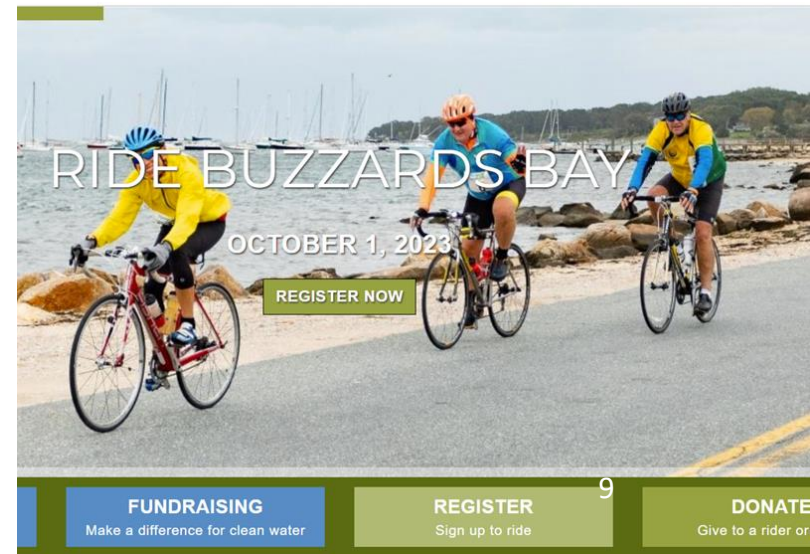 RIDE BUZZARDS BAY
OCTOBER 1, 2023
REGISTER NOW
9
FUNDRAISING
Make a difference for clean water
REGISTER
Sign up to ride
DONATE
Give to a rider or